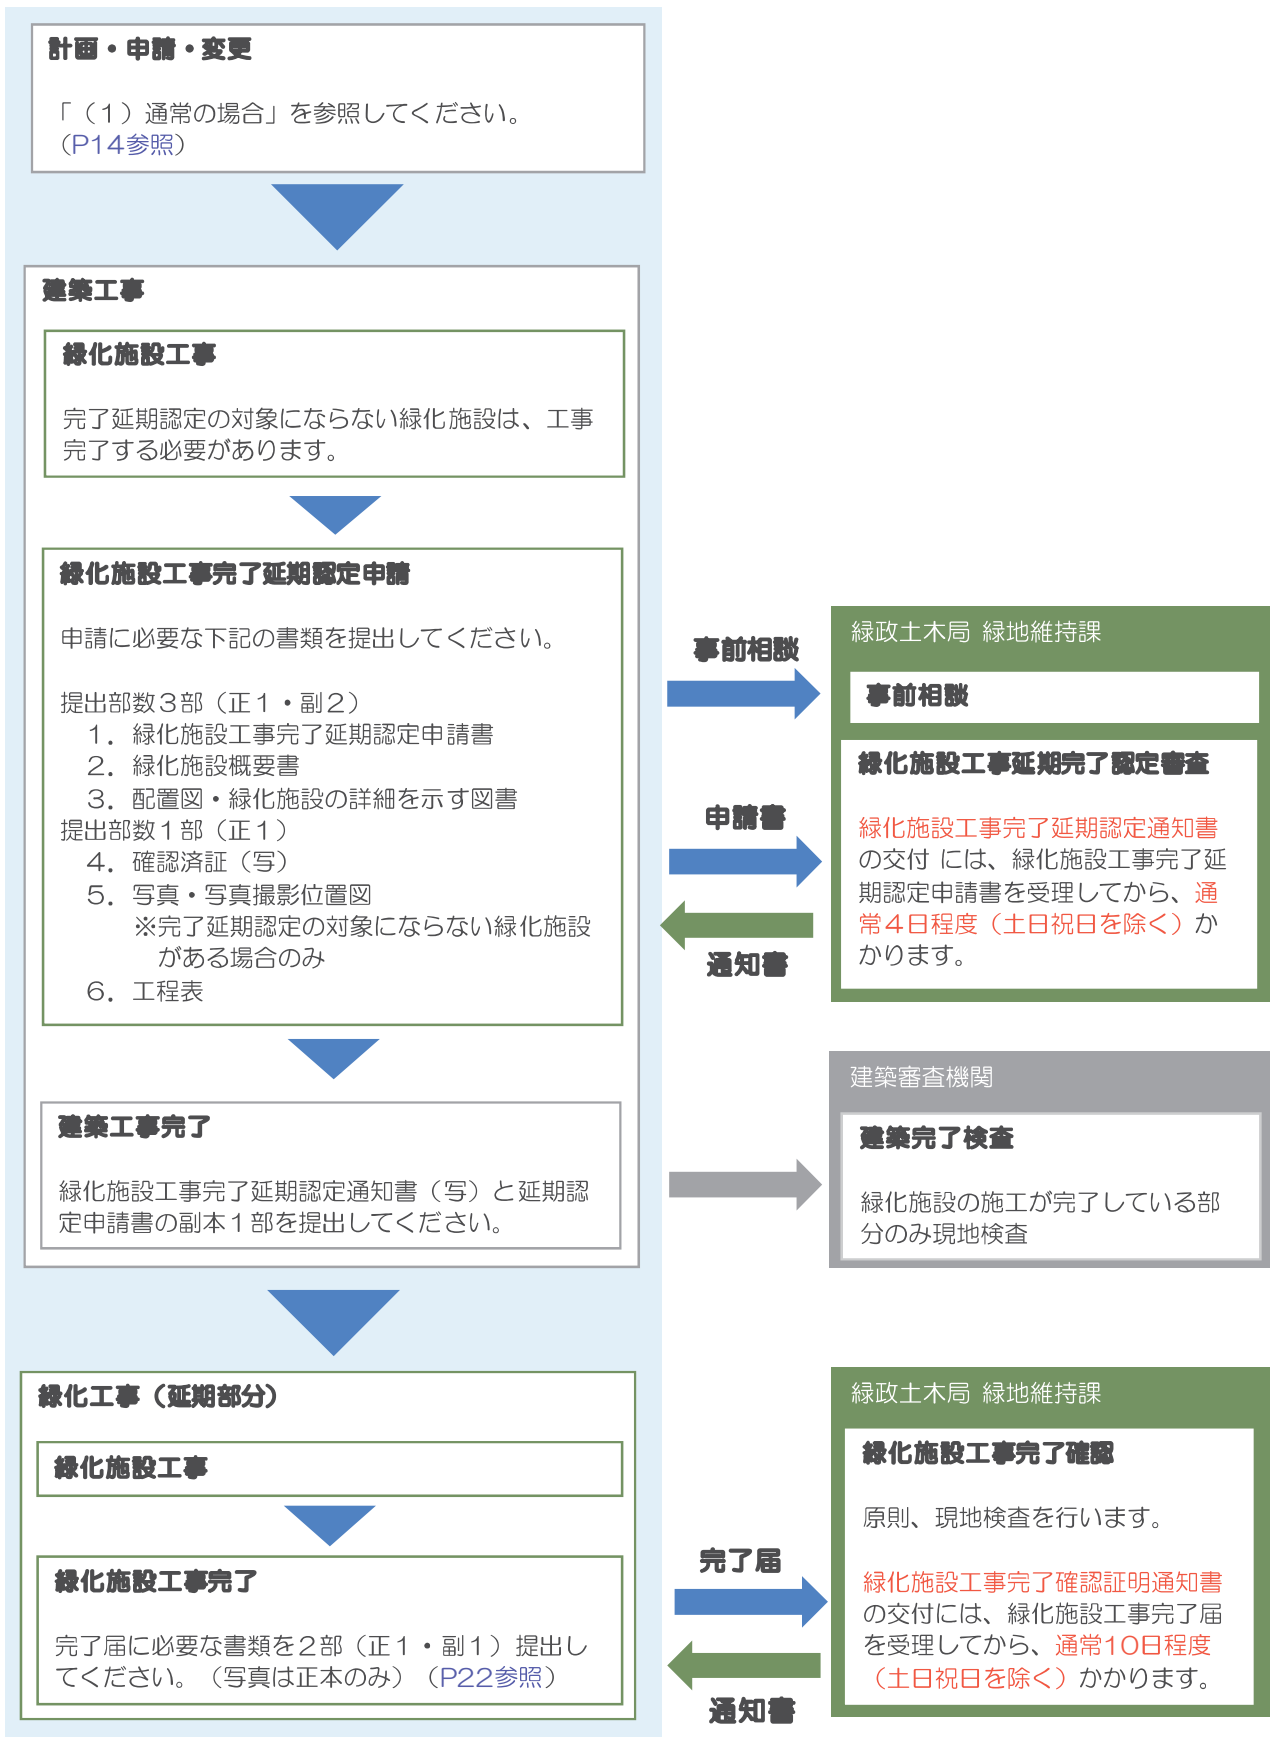 計画・申請・変更
「（１）通常の場合」を参照してください。
（P14参照）
建築工事
緑化施設工事
完了延期認定の対象にならない緑化施設は、工事
完了する必要があります。
緑化施設工事完了延期認定申請
申請に必要な下記の書類を提出してください。
提出部数３部（正１・副２）
１．緑化施設工事完了延期認定申請書
２．緑化施設概要書
３．配置図・緑化施設の詳細を示す図書
提出部数１部（正１）
４．確認済証（写）
５．写真・写真撮影位置図
※完了延期認定の対象にならない緑化施設
がある場合のみ
６．工程表
事前相談
申請書
通知書
緑政土木局 緑地維持課
事前相談
緑化施設工事延期完了認定審査
緑化施設工事完了延期認定通知書
の交付 には、緑化施設工事完了延
期認定申請書を受理してから、通
常４日程度（土日祝日を除く）か
かります。
建築工事完了
緑化施設工事完了延期認定通知書（写）と延期認
定申請書の副本１部を提出してください。
建築審査機関
建築完了検査
緑化施設の施工が完了している部
分のみ現地検査
緑化工事（延期部分）
緑化施設工事
緑化施設工事完了
完了届に必要な書類を２部（正１・副１）提出し
てください。（写真は正本のみ）（P22参照）
完了届
通知書
緑政土木局 緑地維持課
緑化施設工事完了確認
原則、現地検査を行います。
緑化施設工事完了確認証明通知書
の交付には、緑化施設工事完了届
を受理してから、通常10日程度
（土日祝日を除く）かかります。